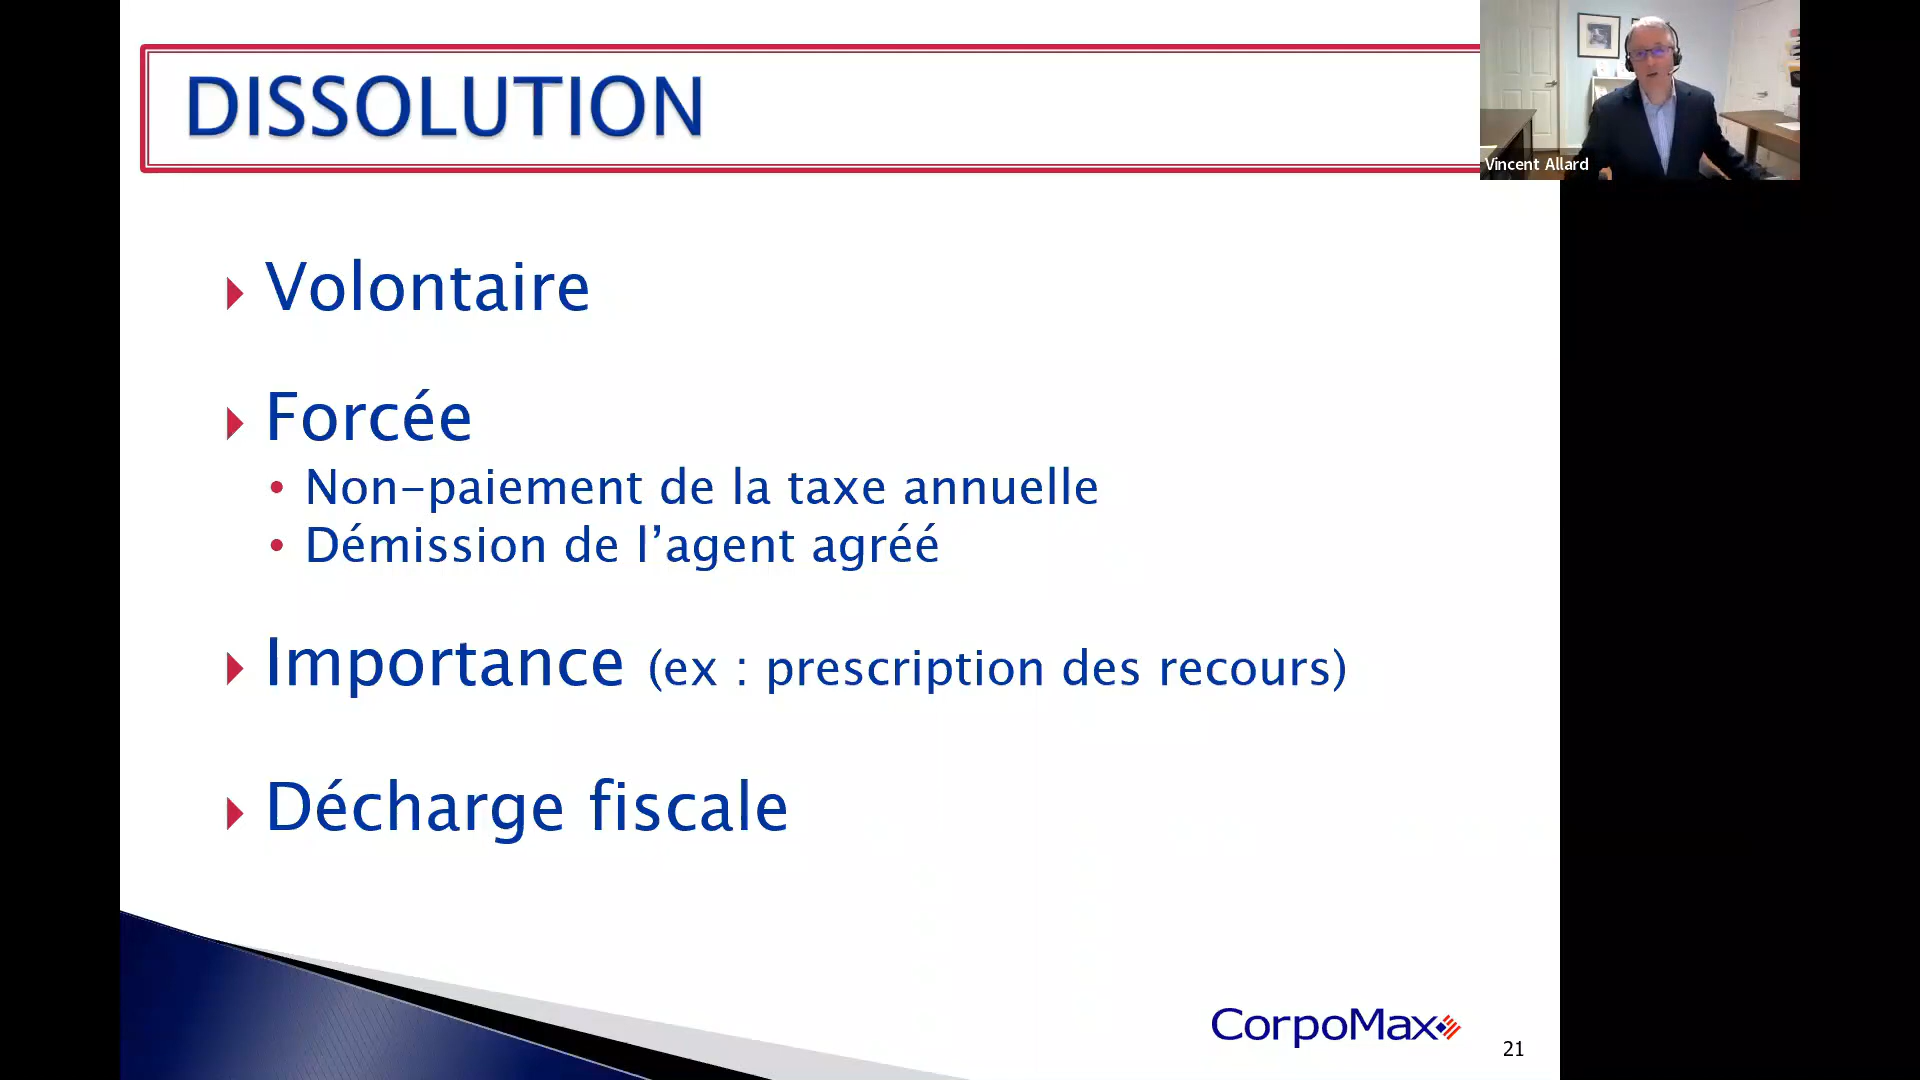 DISSOLUTION
Vincent Allard
Volontaire
Forcée
• Non-paiement de la taxe annuelle
• Démission de l’agent agréé
Importance (ex : prescription des recours)
Décharge fiscale
CorpoMax
21